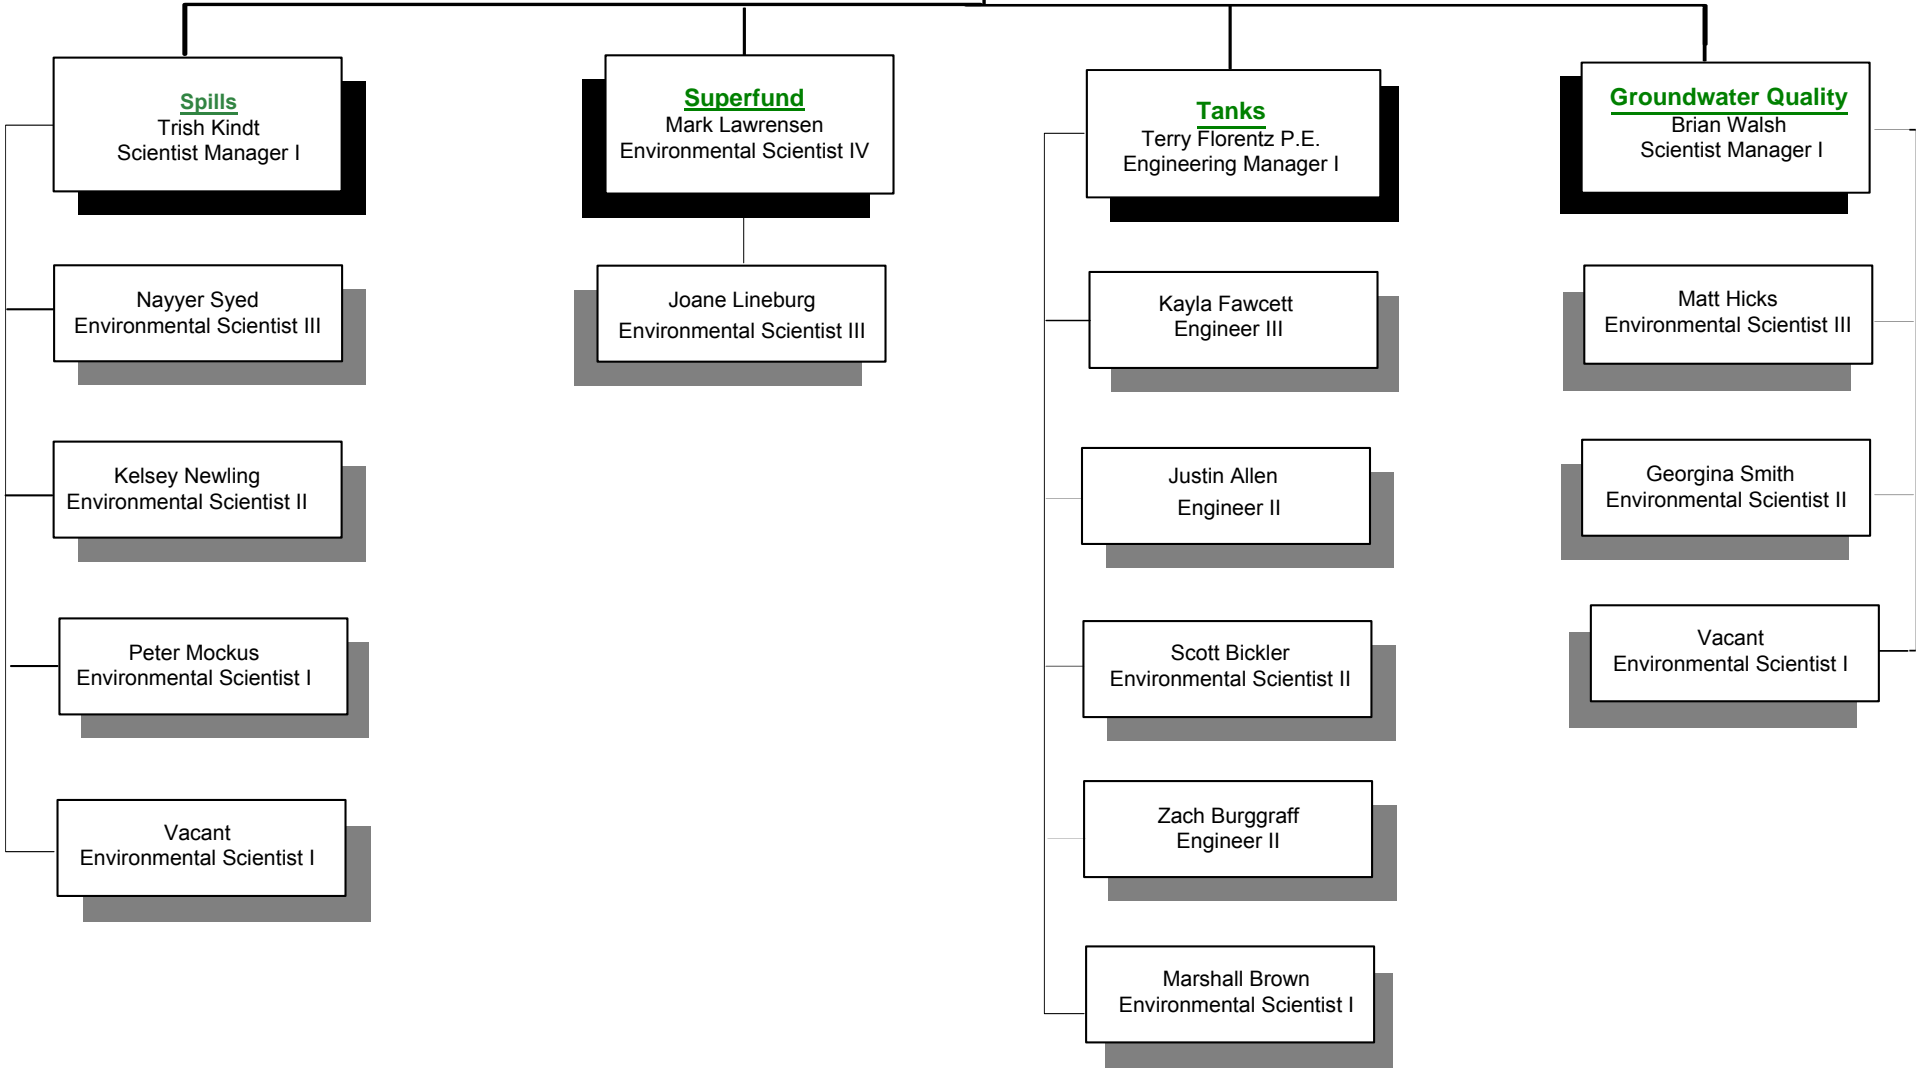 Spills
Trish Kindt
Scientist Manager I
Nayyer Syed
Environmental Scientist III
Kelsey Newling
Environmental Scientist II
Peter Mockus
Environmental Scientist I
Vacant
Environmental Scientist I
Superfund
Mark Lawrensen
Environmental Scientist IV
Joane Lineburg
Environmental Scientist III
Tanks
Terry Florentz P.E.
Engineering Manager I
Kayla Fawcett
Engineer III
Justin Allen
Engineer II
Scott Bickler
Environmental Scientist II
Zach Burggraff
Engineer II
Marshall Brown
Environmental Scientist I
Groundwater Quality
Brian Walsh
Scientist Manager I
Matt Hicks
Environmental Scientist III
Georgina Smith
Environmental Scientist II
Vacant
Environmental Scientist I